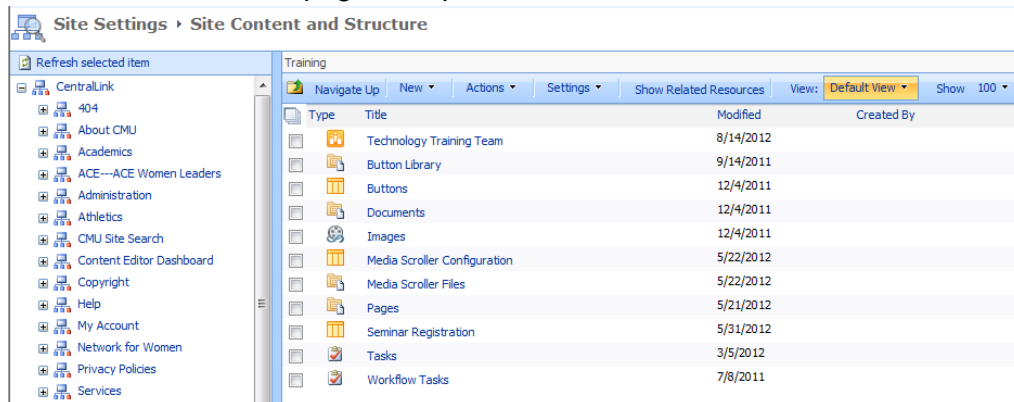 Site Settings ▸ Site Content and Structure
Refresh selected item
CentralLink
404
About CMU
Academics
ACE---ACE Women Leaders
Administration
Athletics
CMU Site Search
Content Editor Dashboard
Copyright
Help
My Account
Network for Women
Privacy Policies
Services
Training
Navigate Up New Actions Settings Show Related Resources View: Default View Show 100
Type Title Modified Created By
Technology Training Team 8/14/2012
Button Library 9/14/2011
Buttons 12/4/2011
Documents 12/4/2011
Images 12/4/2011
Media Scroller Configuration 5/22/2012
Media Scroller Files 5/22/2012
Pages 5/21/2012
Seminar Registration 5/31/2012
Tasks 3/5/2012
Workflow Tasks 7/8/2011